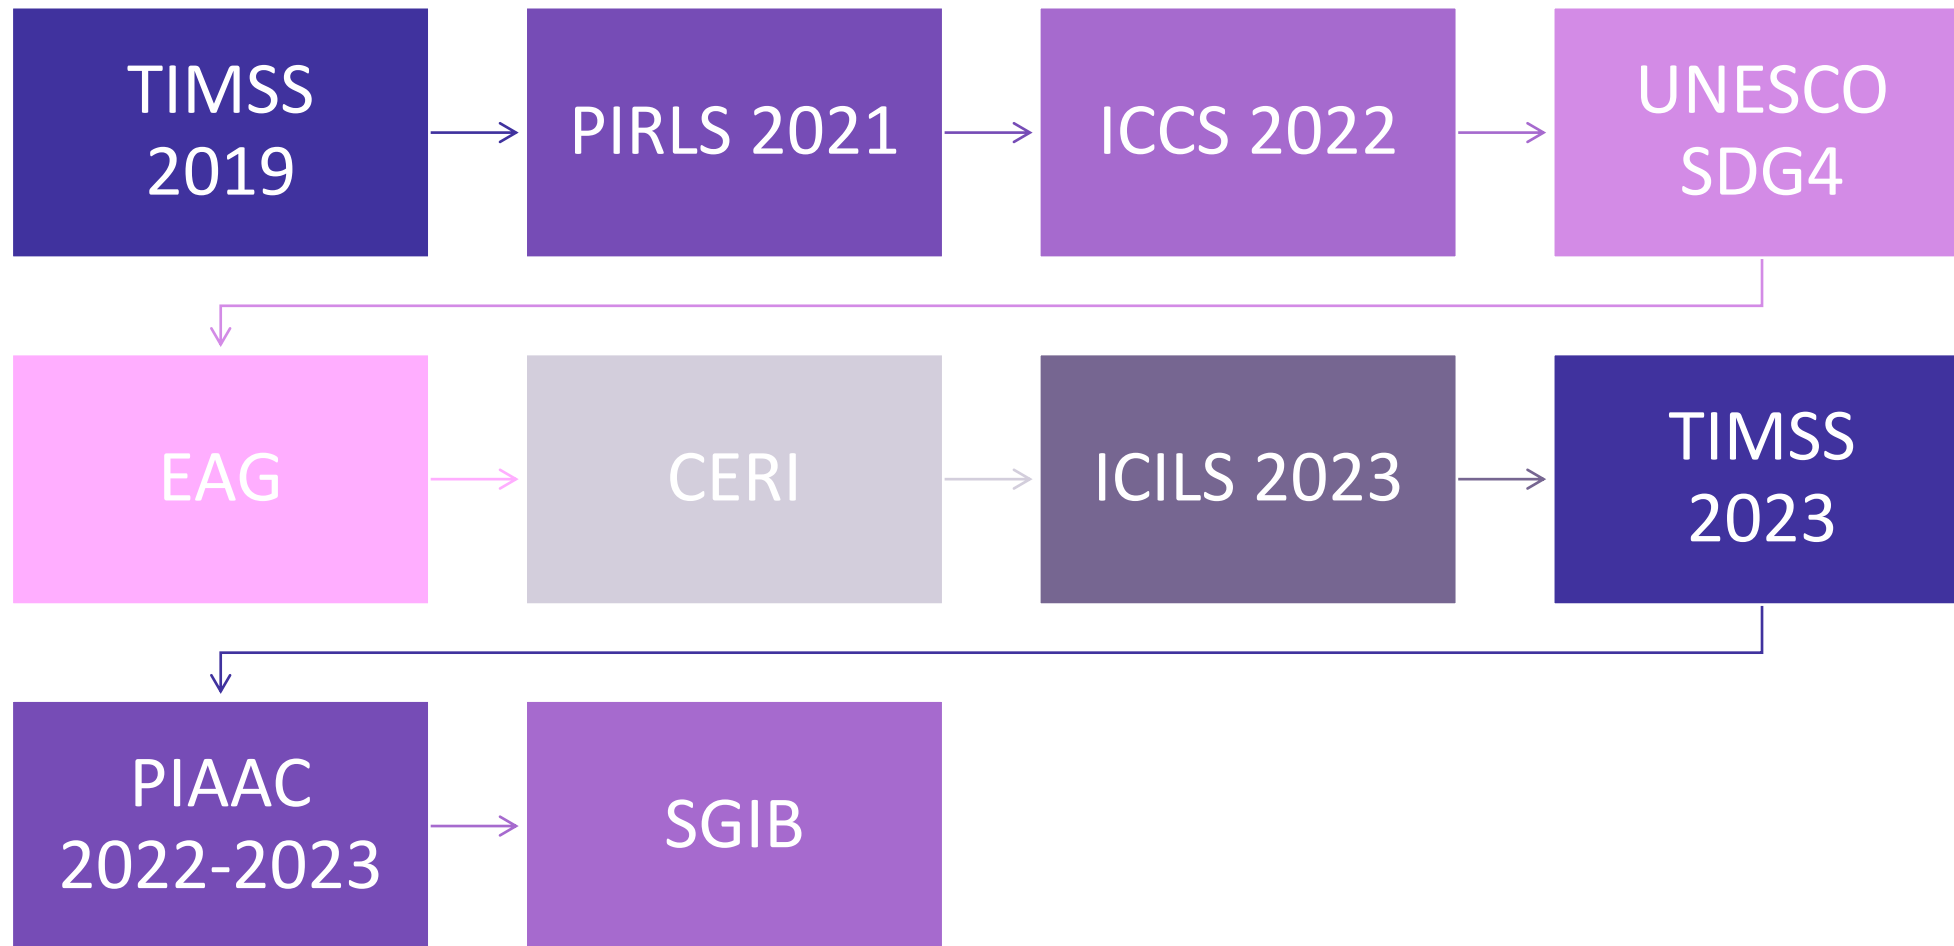 TIMSS
2019
PIRLS 2021
ICCS 2022
UNESCO
SDG4
EAG
CERI
ICILS 2023
TIMSS
2023
PIAAC
2022-2023
SGIB